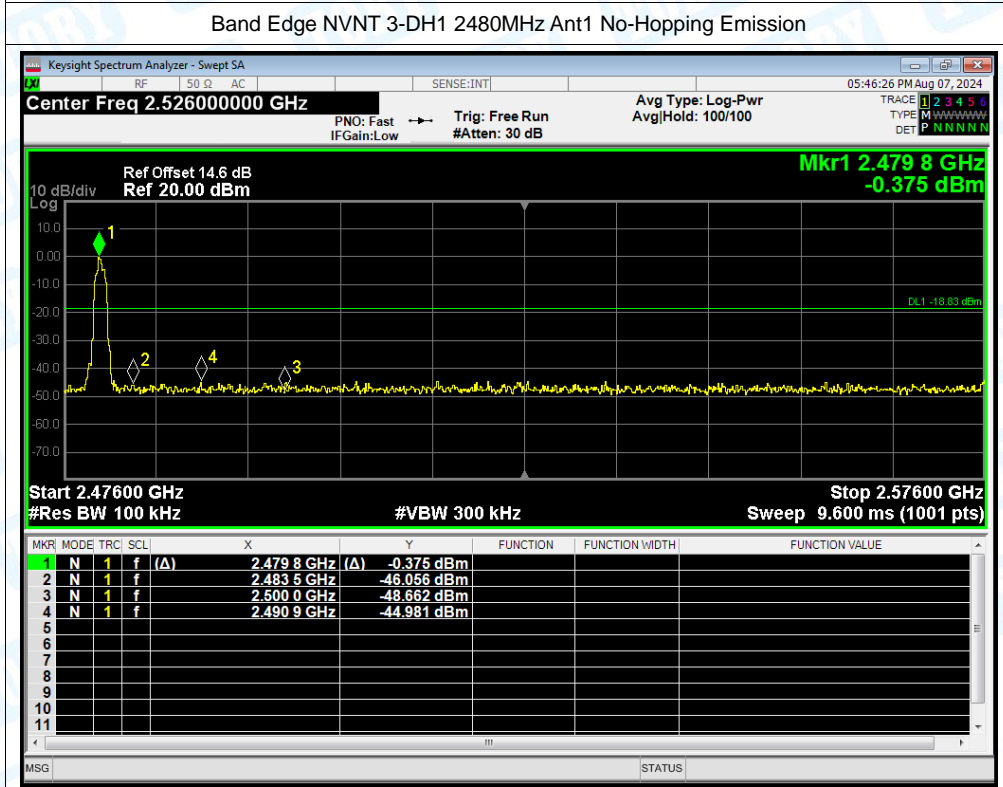 Band Edge NVNT 3-DH1 2480MHz Ant1 No-Hopping Emission
Keysight Spectrum Analyzer - Swept SA
LXI RF 50 Ω AC SENSE:INT 05:46:26 PM Aug 07, 2024
Center Freq 2.526000000 GHz Avg Type: Log-Pwr TRACE 1 2 3 4 5 6
PNO: Fast Trig: Free Run Avg|Hold: 100/100 TYPE M W W W W W
IFGain:Low #Atten: 30 dB DET P N N N N N
Mkr1 2.479 8 GHz
Ref Offset 14.6 dB
10 dB/div Ref 20.00 dBm -0.375 dBm
Log
10.0
1
0.00
-10.0
DL1 -18.83 dBm
-20.0
-30.0
2 4 3
-40.0
-50.0
-60.0
-70.0
Start 2.47600 GHz Stop 2.57600 GHz
#Res BW 100 kHz #VBW 300 kHz Sweep 9.600 ms (1001 pts)
MKR MODE TRC SCL X Y FUNCTION FUNCTION WIDTH FUNCTION VALUE
1 N 1 f (Δ) 2.479 8 GHz (Δ) -0.375 dBm
2 N 1 f 2.483 5 GHz -46.056 dBm
3 N 1 f 2.500 0 GHz -48.662 dBm
4 N 1 f 2.490 9 GHz -44.981 dBm
5
6
7
8
9
10
11
MSG STATUS